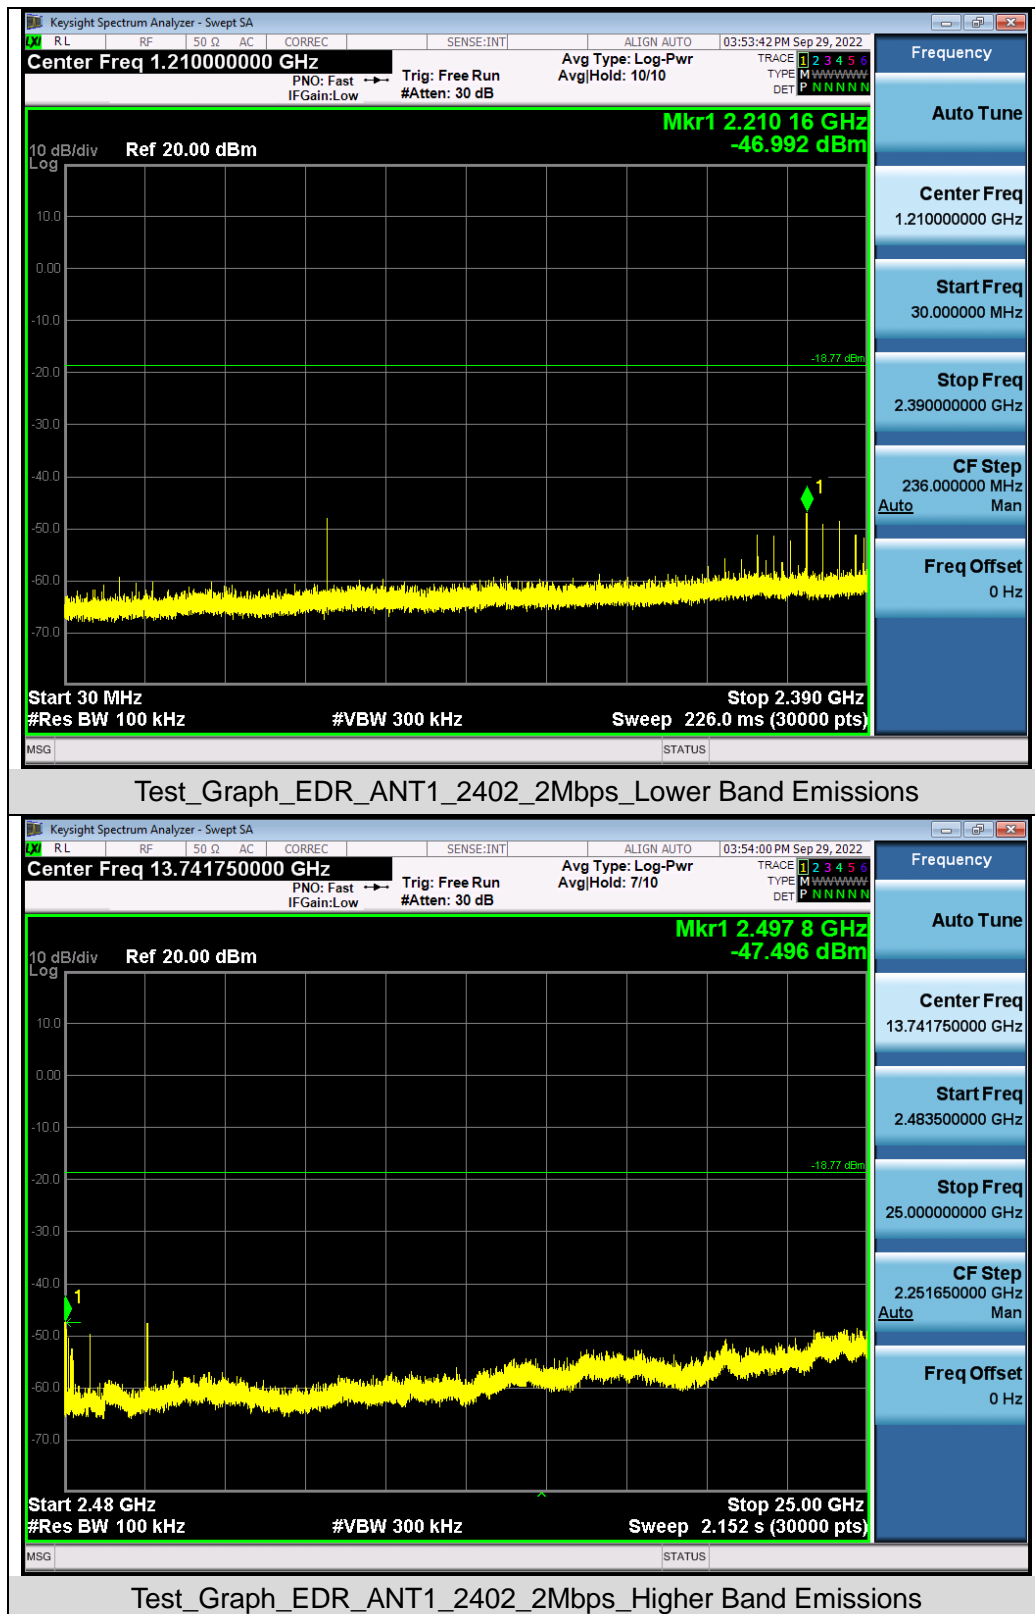 Keysight Spectrum Analyzer - Swept SA
LXI RL RF 50 Ω AC CORREC SENSE:INT ALIGN AUTO 03:53:42 PM Sep 29, 2022
Center Freq 1.210000000 GHz
PNO: Fast
IFGain:Low
Trig: Free Run
#Atten: 30 dB
Avg Type: Log-Pwr
Avg|Hold: 10/10
TRACE 1 2 3 4 5 6
TYPE M WWWWW
DET P N N N N N
Mkr1 2.210 16 GHz
-46.992 dBm
10 dB/div Ref 20.00 dBm
Log
10.0
0.00
-10.0
-18.77 dBm
-20.0
-30.0
-40.0
1
-50.0
-60.0
-70.0
Start 30 MHz Stop 2.390 GHz
#Res BW 100 kHz #VBW 300 kHz Sweep 226.0 ms (30000 pts)
MSG STATUS
Frequency
Auto Tune
Center Freq
1.210000000 GHz
Start Freq
30.000000 MHz
Stop Freq
2.390000000 GHz
CF Step
236.000000 MHz
Auto Man
Freq Offset
0 Hz
Test_Graph_EDR_ANT1_2402_2Mbps_Lower Band Emissions
Keysight Spectrum Analyzer - Swept SA
LXI RL RF 50 Ω AC CORREC SENSE:INT ALIGN AUTO 03:54:00 PM Sep 29, 2022
Center Freq 13.741750000 GHz
PNO: Fast
IFGain:Low
Trig: Free Run
#Atten: 30 dB
Avg Type: Log-Pwr
Avg|Hold: 7/10
TRACE 1 2 3 4 5 6
TYPE M WWWWW
DET P N N N N N
Mkr1 2.497 8 GHz
-47.496 dBm
10 dB/div Ref 20.00 dBm
Log
10.0
0.00
-10.0
-18.77 dBm
-20.0
-30.0
-40.0
1
-50.0
-60.0
-70.0
Start 2.48 GHz Stop 25.00 GHz
#Res BW 100 kHz #VBW 300 kHz Sweep 2.152 s (30000 pts)
MSG STATUS
Frequency
Auto Tune
Center Freq
13.741750000 GHz
Start Freq
2.483500000 GHz
Stop Freq
25.000000000 GHz
CF Step
2.251650000 GHz
Auto Man
Freq Offset
0 Hz
Test_Graph_EDR_ANT1_2402_2Mbps_Higher Band Emissions